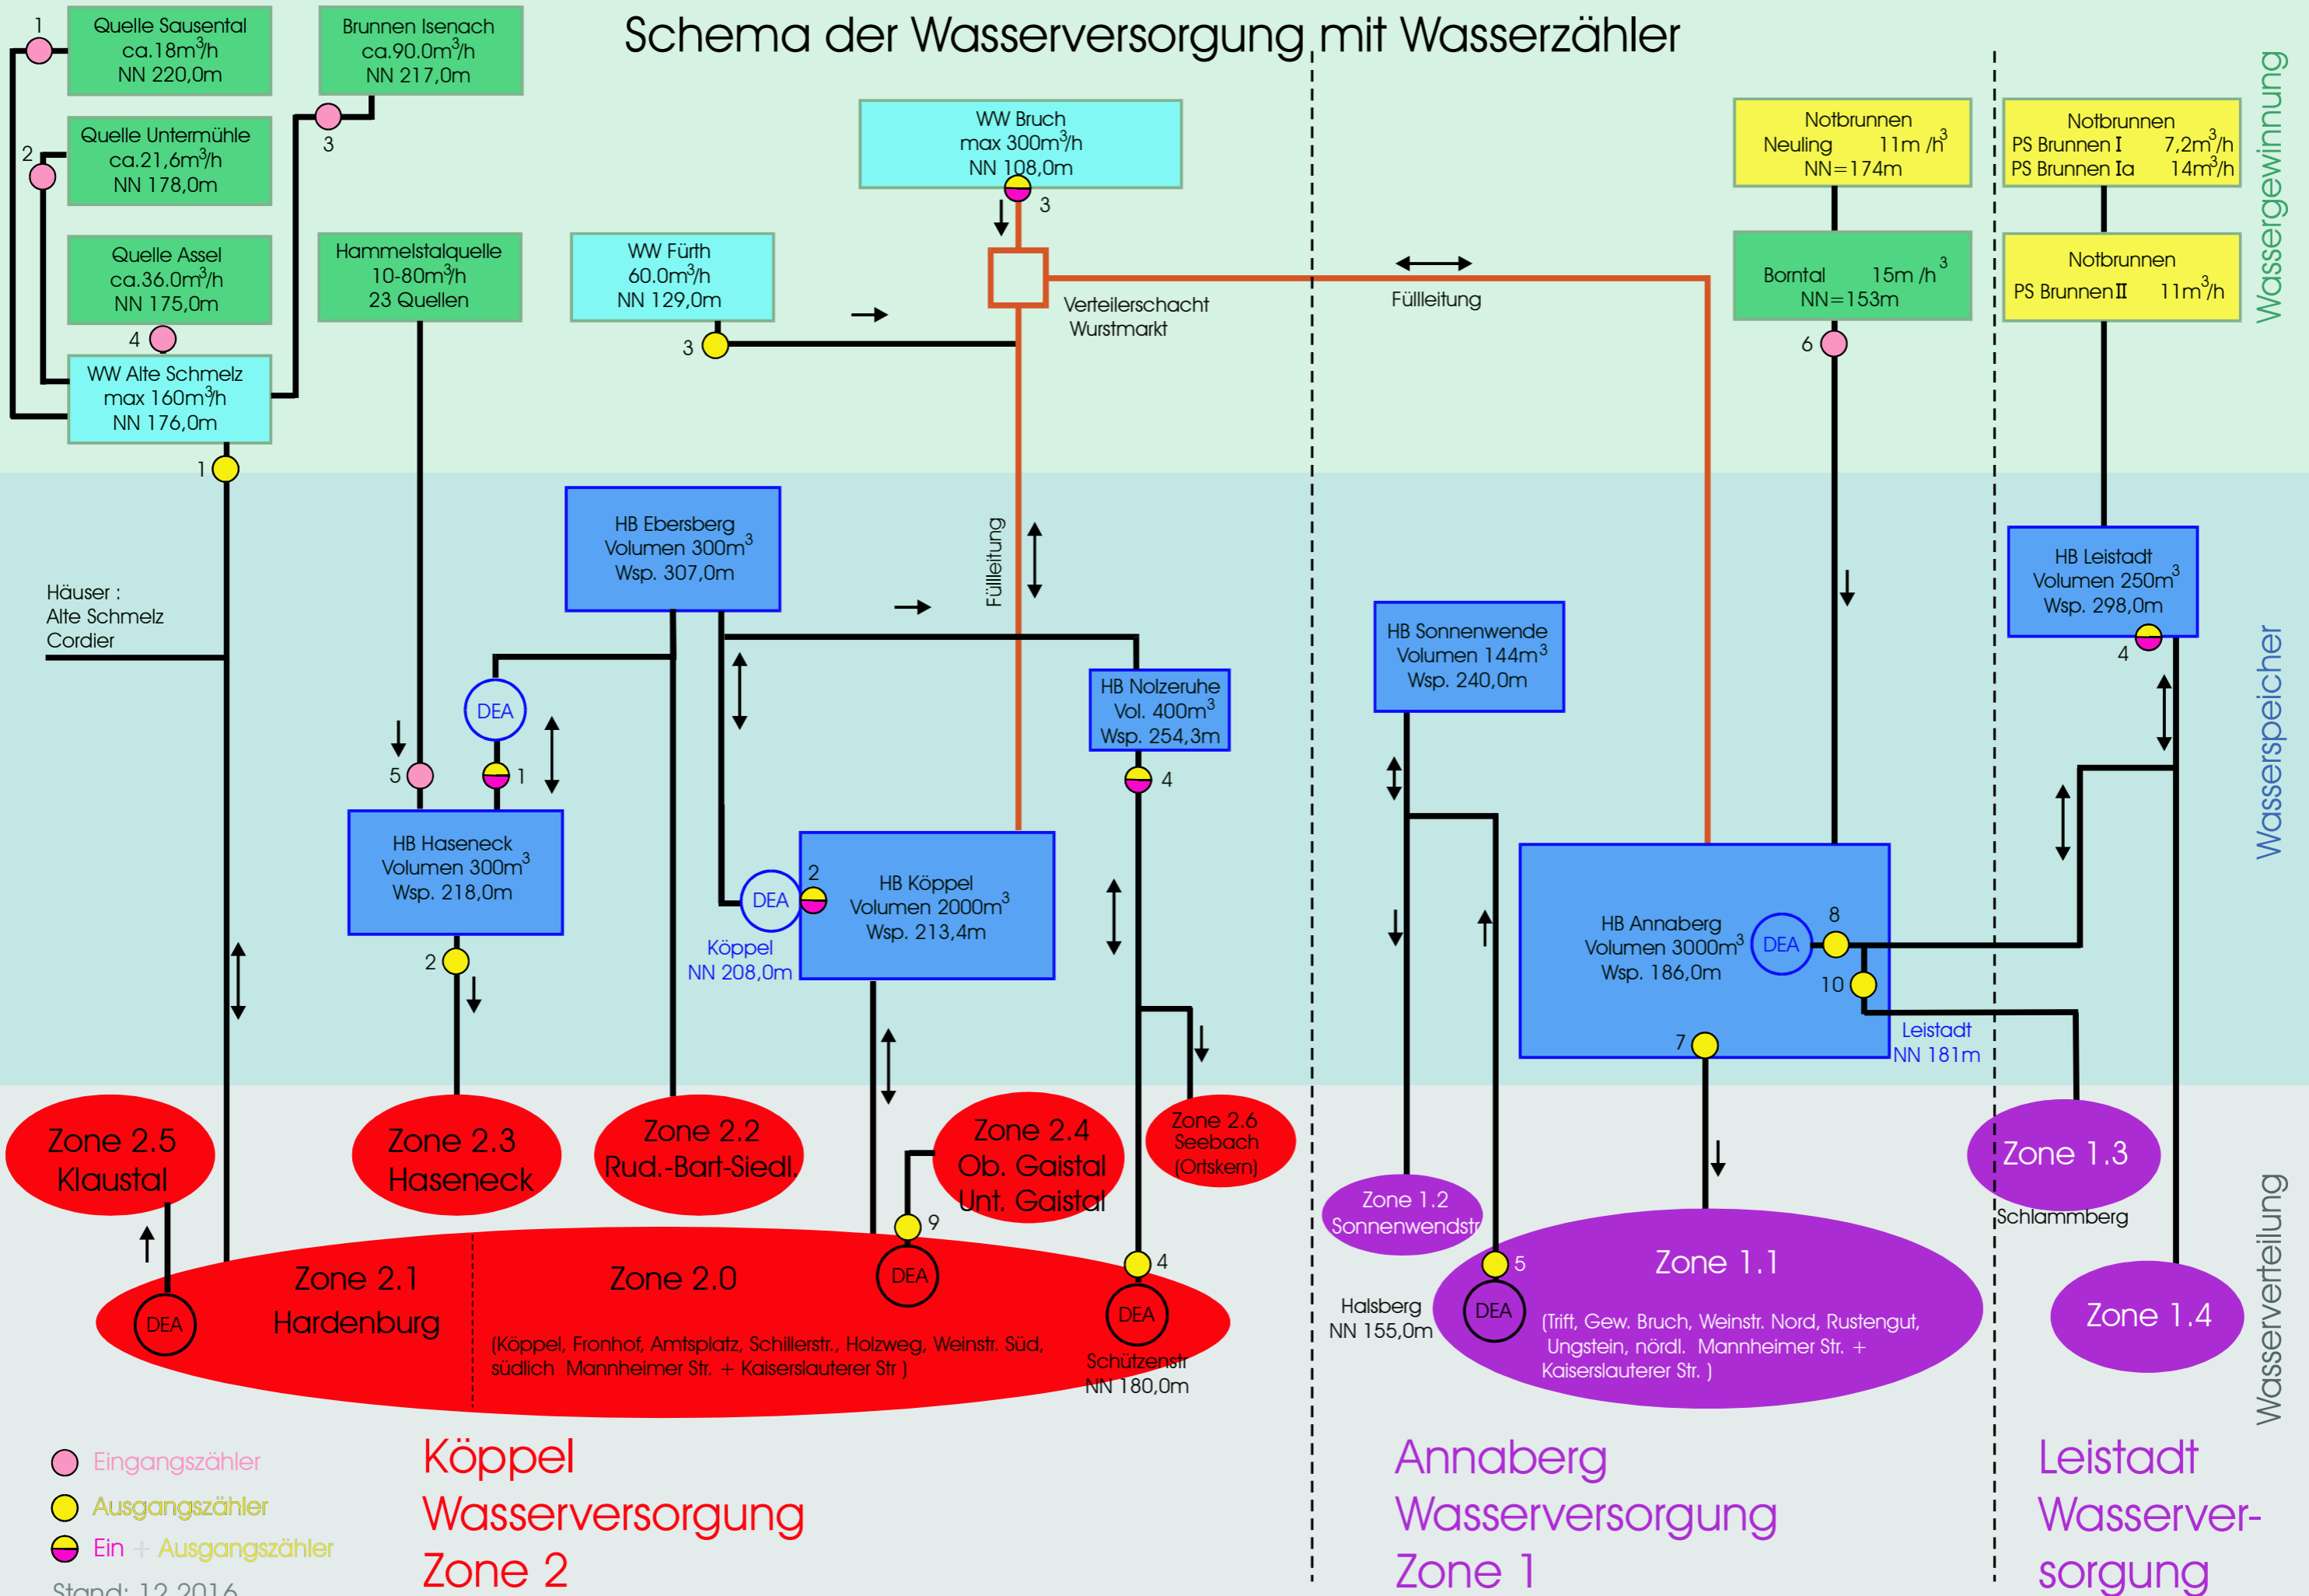 Schema der Wasserversorgung mit Wasserzähler
1
Quelle Sausental
ca.18m³/h
NN 220,0m
Brunnen Isenach
ca.90.0m³/h
NN 217,0m
3
2
Quelle Untermühle
ca.21,6m³/h
NN 178,0m
Quelle Assel
ca.36.0m³/h
NN 175,0m
4
WW Alte Schmelz
max 160m³/h
NN 176,0m
1
Hammelstalquelle
10-80m³/h
23 Quellen
WW Fürth
60.0m³/h
NN 129,0m
3
WW Bruch
max 300m³/h
NN 108,0m
3
Verteilerschacht
Wurstmarkt
Füllleitung
Notbrunnen
Neuling 11m /h³
NN=174m
Borntal 15m /h³
NN=153m
6
Notbrunnen
PS Brunnen I 7,2m³/h
PS Brunnen Ia 14m³/h
Notbrunnen
PS Brunnen II 11m³/h
Wassergewinnung
Häuser :
Alte Schmelz
Cordier
HB Ebersberg
Volumen 300m³
Wsp. 307,0m
Füllleitung
DEA
5
1
HB Haseneck
Volumen 300m³
Wsp. 218,0m
2
HB Nolzeruhe
Vol. 400m³
Wsp. 254,3m
4
DEA
2
HB Köppel
Volumen 2000m³
Wsp. 213,4m
Köppel
NN 208,0m
HB Sonnenwende
Volumen 144m³
Wsp. 240,0m
HB Annaberg
Volumen 3000m³
Wsp. 186,0m
DEA
8
10
7
Leistadt
NN 181m
HB Leistadt
Volumen 250m³
Wsp. 298,0m
4
Wasserspeicher
Zone 2.5
Klaustal
Zone 2.3
Haseneck
Zone 2.2
Rud.-Bart-Siedl.
Zone 2.4
Ob. Gaistal
Unt. Gaistal
Zone 2.6
Seebach
(Ortskern)
9
DEA
Zone 2.1
Hardenburg
Zone 2.0
(Köppel, Fronhof, Amtsplatz, Schillerstr., Holzweg, Weinstr. Süd,
südlich Mannheimer Str. + Kaiserslauterer Str )
DEA
4
DEA
Schützenstr
NN 180,0m
Zone 1.2
Sonnenwendstr
5
DEA
Halsberg
NN 155,0m
Zone 1.1
(Trift, Gew. Bruch, Weinstr. Nord, Rustengut,
Ungstein, nördl. Mannheimer Str. +
Kaiserslauterer Str. )
Zone 1.3
Schlammberg
Zone 1.4
Wasserverteilung
Eingangszähler
Ausgangszähler
Ein + Ausgangszähler
Stand: 12.2016
Köppel
Wasserversorgung
Zone 2
Annaberg
Wasserversorgung
Zone 1
Leistadt
Wasserver-
sorgung